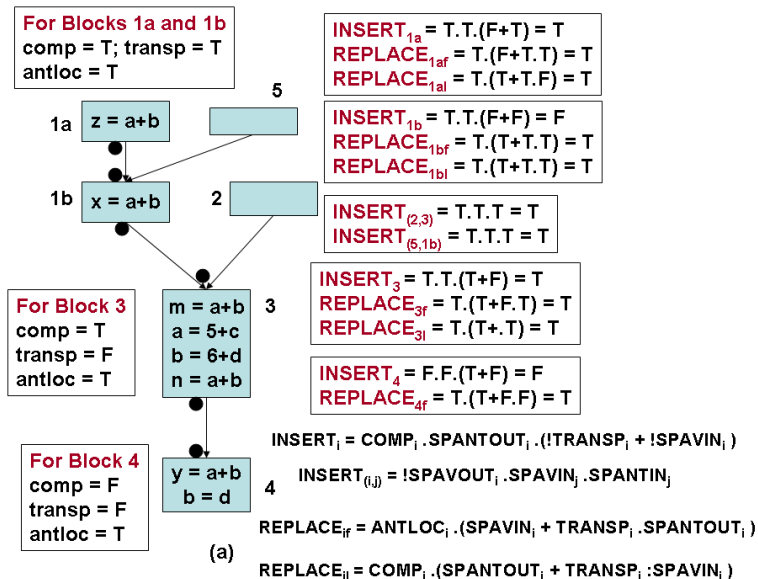 For Blocks 1a and 1b
comp = T; transp = T
antloc = T
INSERT1a = T.T.(F+T) = T
REPLACE1af = T.(F+T.T) = T
REPLACE1al = T.(T+T.F) = T
5
1a
z = a+b
INSERT1b = T.T.(F+F) = F
REPLACE1bf = T.(T+T.T) = T
REPLACE1bl = T.(T+T.T) = T
1b
x = a+b
2
INSERT(2,3) = T.T.T = T
INSERT(5,1b) = T.T.T = T
For Block 3
comp = T
transp = F
antloc = T
m = a+b
a = 5+c
b = 6+d
n = a+b
3
INSERT3 = T.T.(T+F) = T
REPLACE3f = T.(T+F.T) = T
REPLACE3l = T.(T+.T) = T
INSERT4 = F.F.(T+F) = F
REPLACE4f = T.(T+F.F) = T
INSERTi = COMPi .SPANTOUTi .(!TRANSPi + !SPAVINi )
For Block 4
comp = F
transp = F
antloc = T
y = a+b
b = d
4
INSERT(i,j) = !SPAVOUTi .SPAVINj .SPANTINj
REPLACEif = ANTLOCi .(SPAVINi + TRANSPi .SPANTOUTi )
(a)
REPLACEil = COMPi .(SPANTOUTi + TRANSPi :SPAVINi )